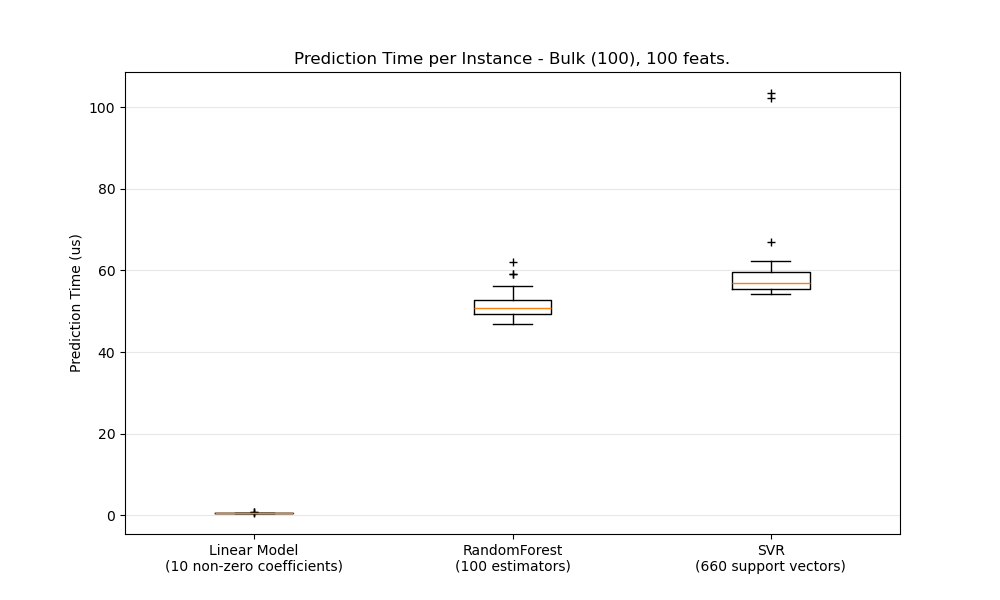 Prediction Time per Instance - Bulk (100), 100 feats.
Prediction Time (us)
100
80
60
40
20
0
Linear Model
(10 non-zero coefficients)
RandomForest
(100 estimators)
SVR
(660 support vectors)